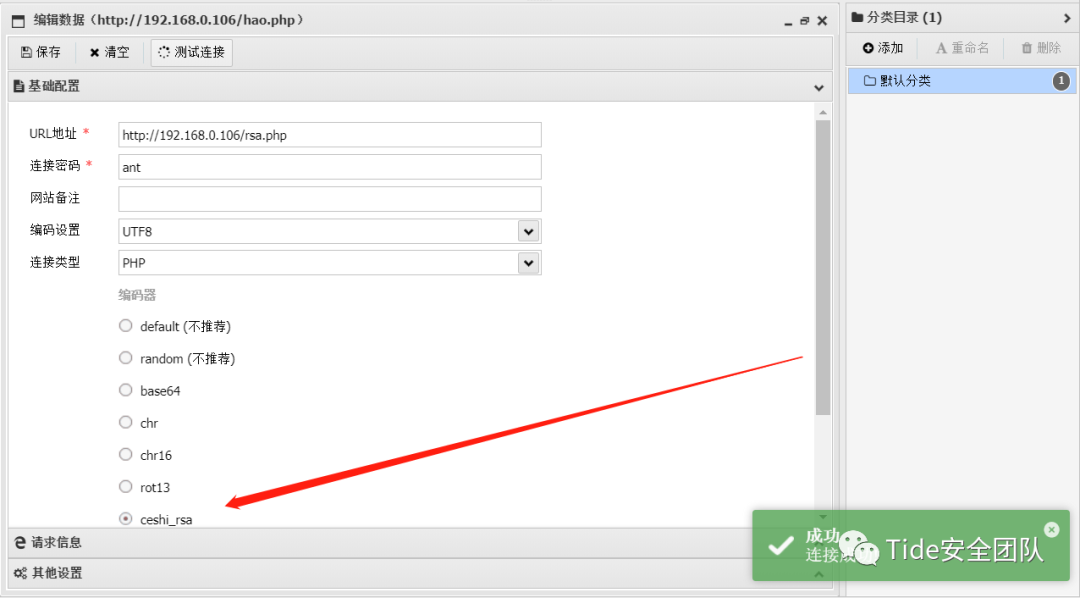 编辑数据（http://192.168.0.106/hao.php）
保存 清空 测试连接
基础配置
URL地址 * http://192.168.0.106/rsa.php
连接密码 * ant
网站备注
编码设置 UTF8
连接类型 PHP
编码器
default (不推荐)
random (不推荐)
base64
chr
chr16
rot13
ceshi_rsa
请求信息
其他设置
分类目录 (1)
添加 重命名 删除
默认分类 1
成功
连接
Tide安全团队